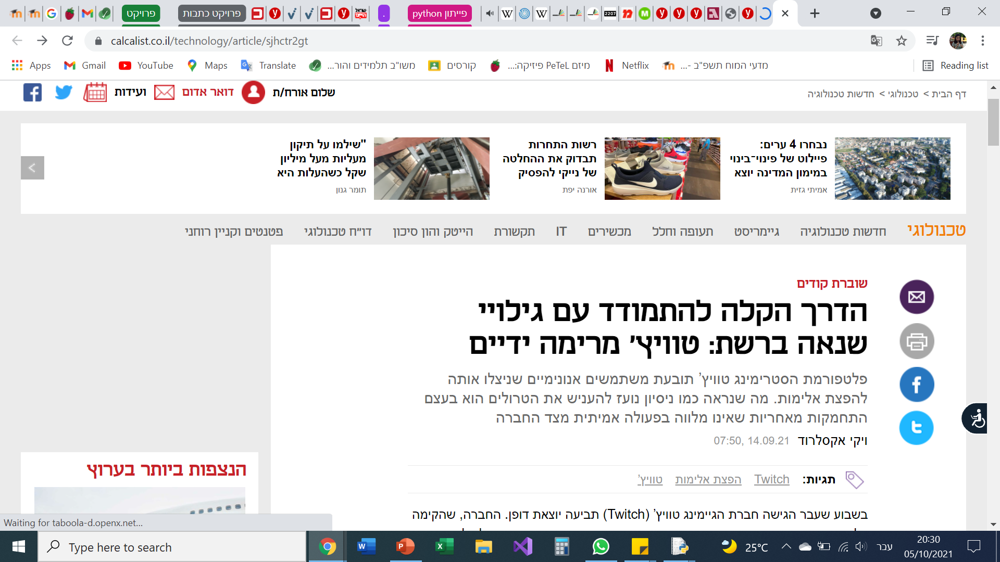 פרויקט
פרויקט כתבות
.
פייתון python
calcalist.co.il/technology/article/sjhctr2gt
Apps
Gmail
YouTube
Maps
Translate
משו"ב תלמידים והור...
קורסים
מיזם PeTeL פיזיקה:...
Netflix
מדעי המוח תשפ"ב -...
Reading list
דף הבית > טכנולוגי > חדשות טכנולוגיה
שלום אורח/ת
דואר אדום
ועידות
נבחרו 4 ערים:
פיילוט של פינוי־בינוי
במימון המדינה יוצא
אמיתי גזית
רשות התחרות
תבדוק את ההחלטה
של נייקי להפסיק
אורנה יפת
"שילמו על תיקון
מעליות מעל מיליון
שקל כשהעלות היא
תומר גנון
טכנולוגי
חדשות טכנולוגיה
גיימריסט
תעופה וחלל
מכשירים
IT
תקשורת
הייטק והון סיכון
דו"ח טכנולוגי
פטנטים וקניין רוחני
שוברת קודים
הדרך הקלה להתמודד עם גילויי
שנאה ברשת: טוויץ' מרימה ידיים
פלטפורמת הסטרימינג טוויץ' תובעת משתמשים אנונימיים שניצלו אותה
להפצת אלימות. מה שנראה כמו ניסיון נועז להעניש את הטרולים הוא בעצם
התחמקות מאחריות שאינו מלווה בפעולה אמיתית מצד החברה
ויקי אקסלרוד 07:50, 14.09.21
תגיות: Twitch הפצת אלימות טוויץ'
בשבוע שעבר הגישה חברת הגיימינג טוויץ' (Twitch) תביעה יוצאת דופן. החברה, שהקימה
הנצפות ביותר בערוץ
Waiting for taboola-d.openx.net...
Type here to search
25°C
עבר
20:30
05/10/2021